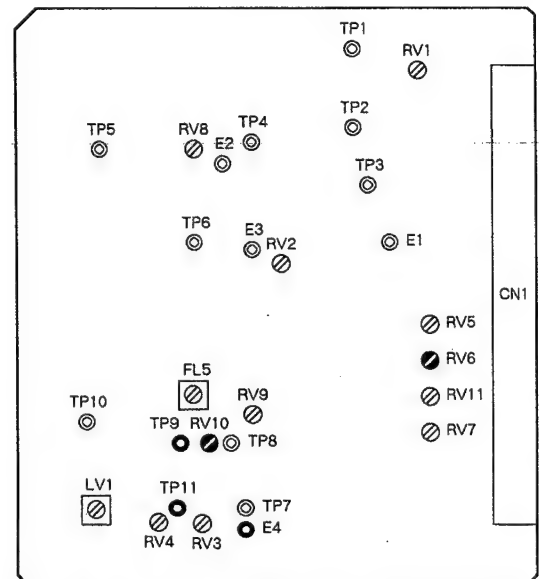 TP1
RV1
TP2
TP5
RV8
TP4
E2
TP3
TP6
E3
RV2
E1
CN1
RV5
RV6
FL5
RV9
RV11
TP10
TP9
RV10
TP8
RV7
LV1
TP11
TP7
RV4
RV3
E4